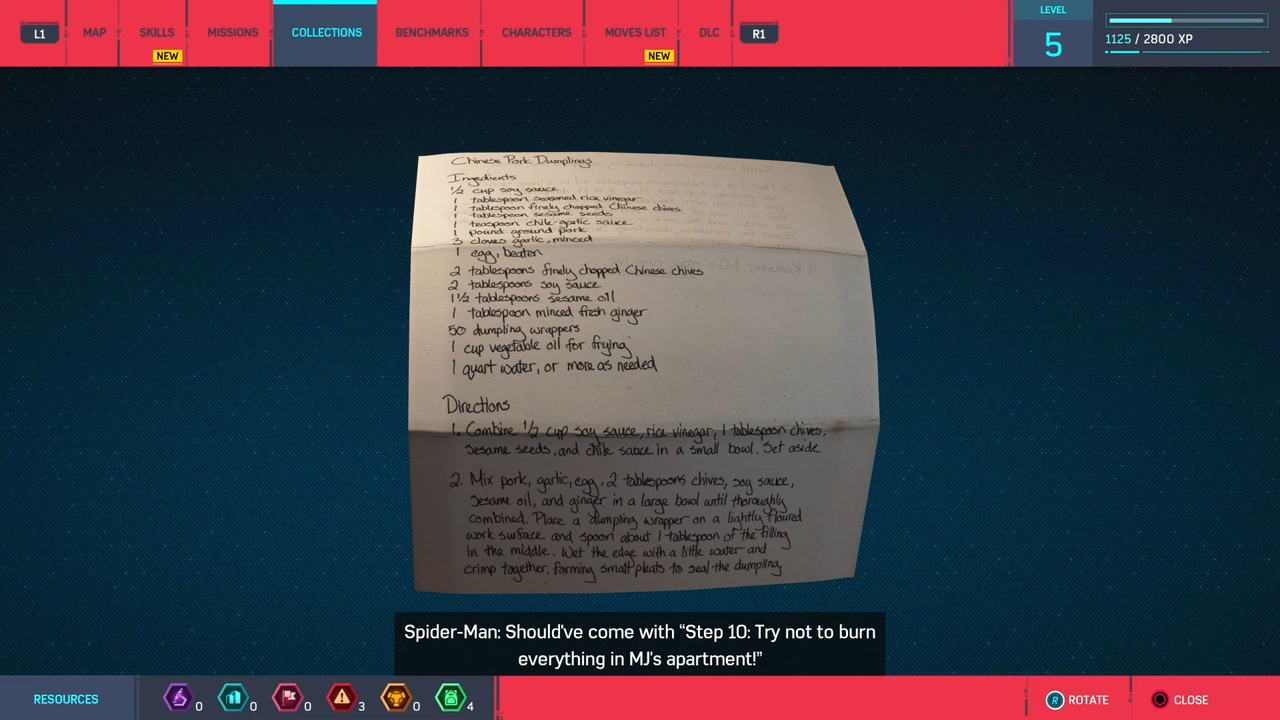 L1 MAP SKILLS MISSIONS COLLECTIONS BENCHMARKS CHARACTERS MOVES LIST DLC R1
NEW NEW
LEVEL
5
1125 / 2800 XP
Chinese Pork Dumplings
Ingredients
1/2 cup soy sauce
1 tablespoon seasoned rice vinegar
1 tablespoon finely chopped Chinese chives
1 tablespoon sesame seeds
1 teaspoon chile-garlic sauce
1 pound ground pork
3 cloves garlic, minced
1 egg, beaten
2 tablespoons finely chopped Chinese chives
2 tablespoons soy sauce
1 1/2 tablespoons sesame oil
1 tablespoon minced fresh ginger
50 dumpling wrappers
1 cup vegetable oil for frying
1 quart water, or more as needed
Directions
1. Combine 1/2 cup soy sauce, rice vinegar, 1 tablespoon chives,
sesame seeds, and chile sauce in a small bowl. Set aside
2. Mix pork, garlic, egg, 2 tablespoons chives, soy sauce,
sesame oil, and ginger in a large bowl until thoroughly
combined. Place a dumpling wrapper on a lightly floured
work surface and spoon about 1 tablespoon of the filling
in the middle. Wet the edge with a little water and
crimp together, forming small pleats to seal the dumpling
Spider-Man: Should've come with “Step 10: Try not to burn
everything in MJ's apartment!”
RESOURCES 0 0 0 3 0 4
R ROTATE CLOSE